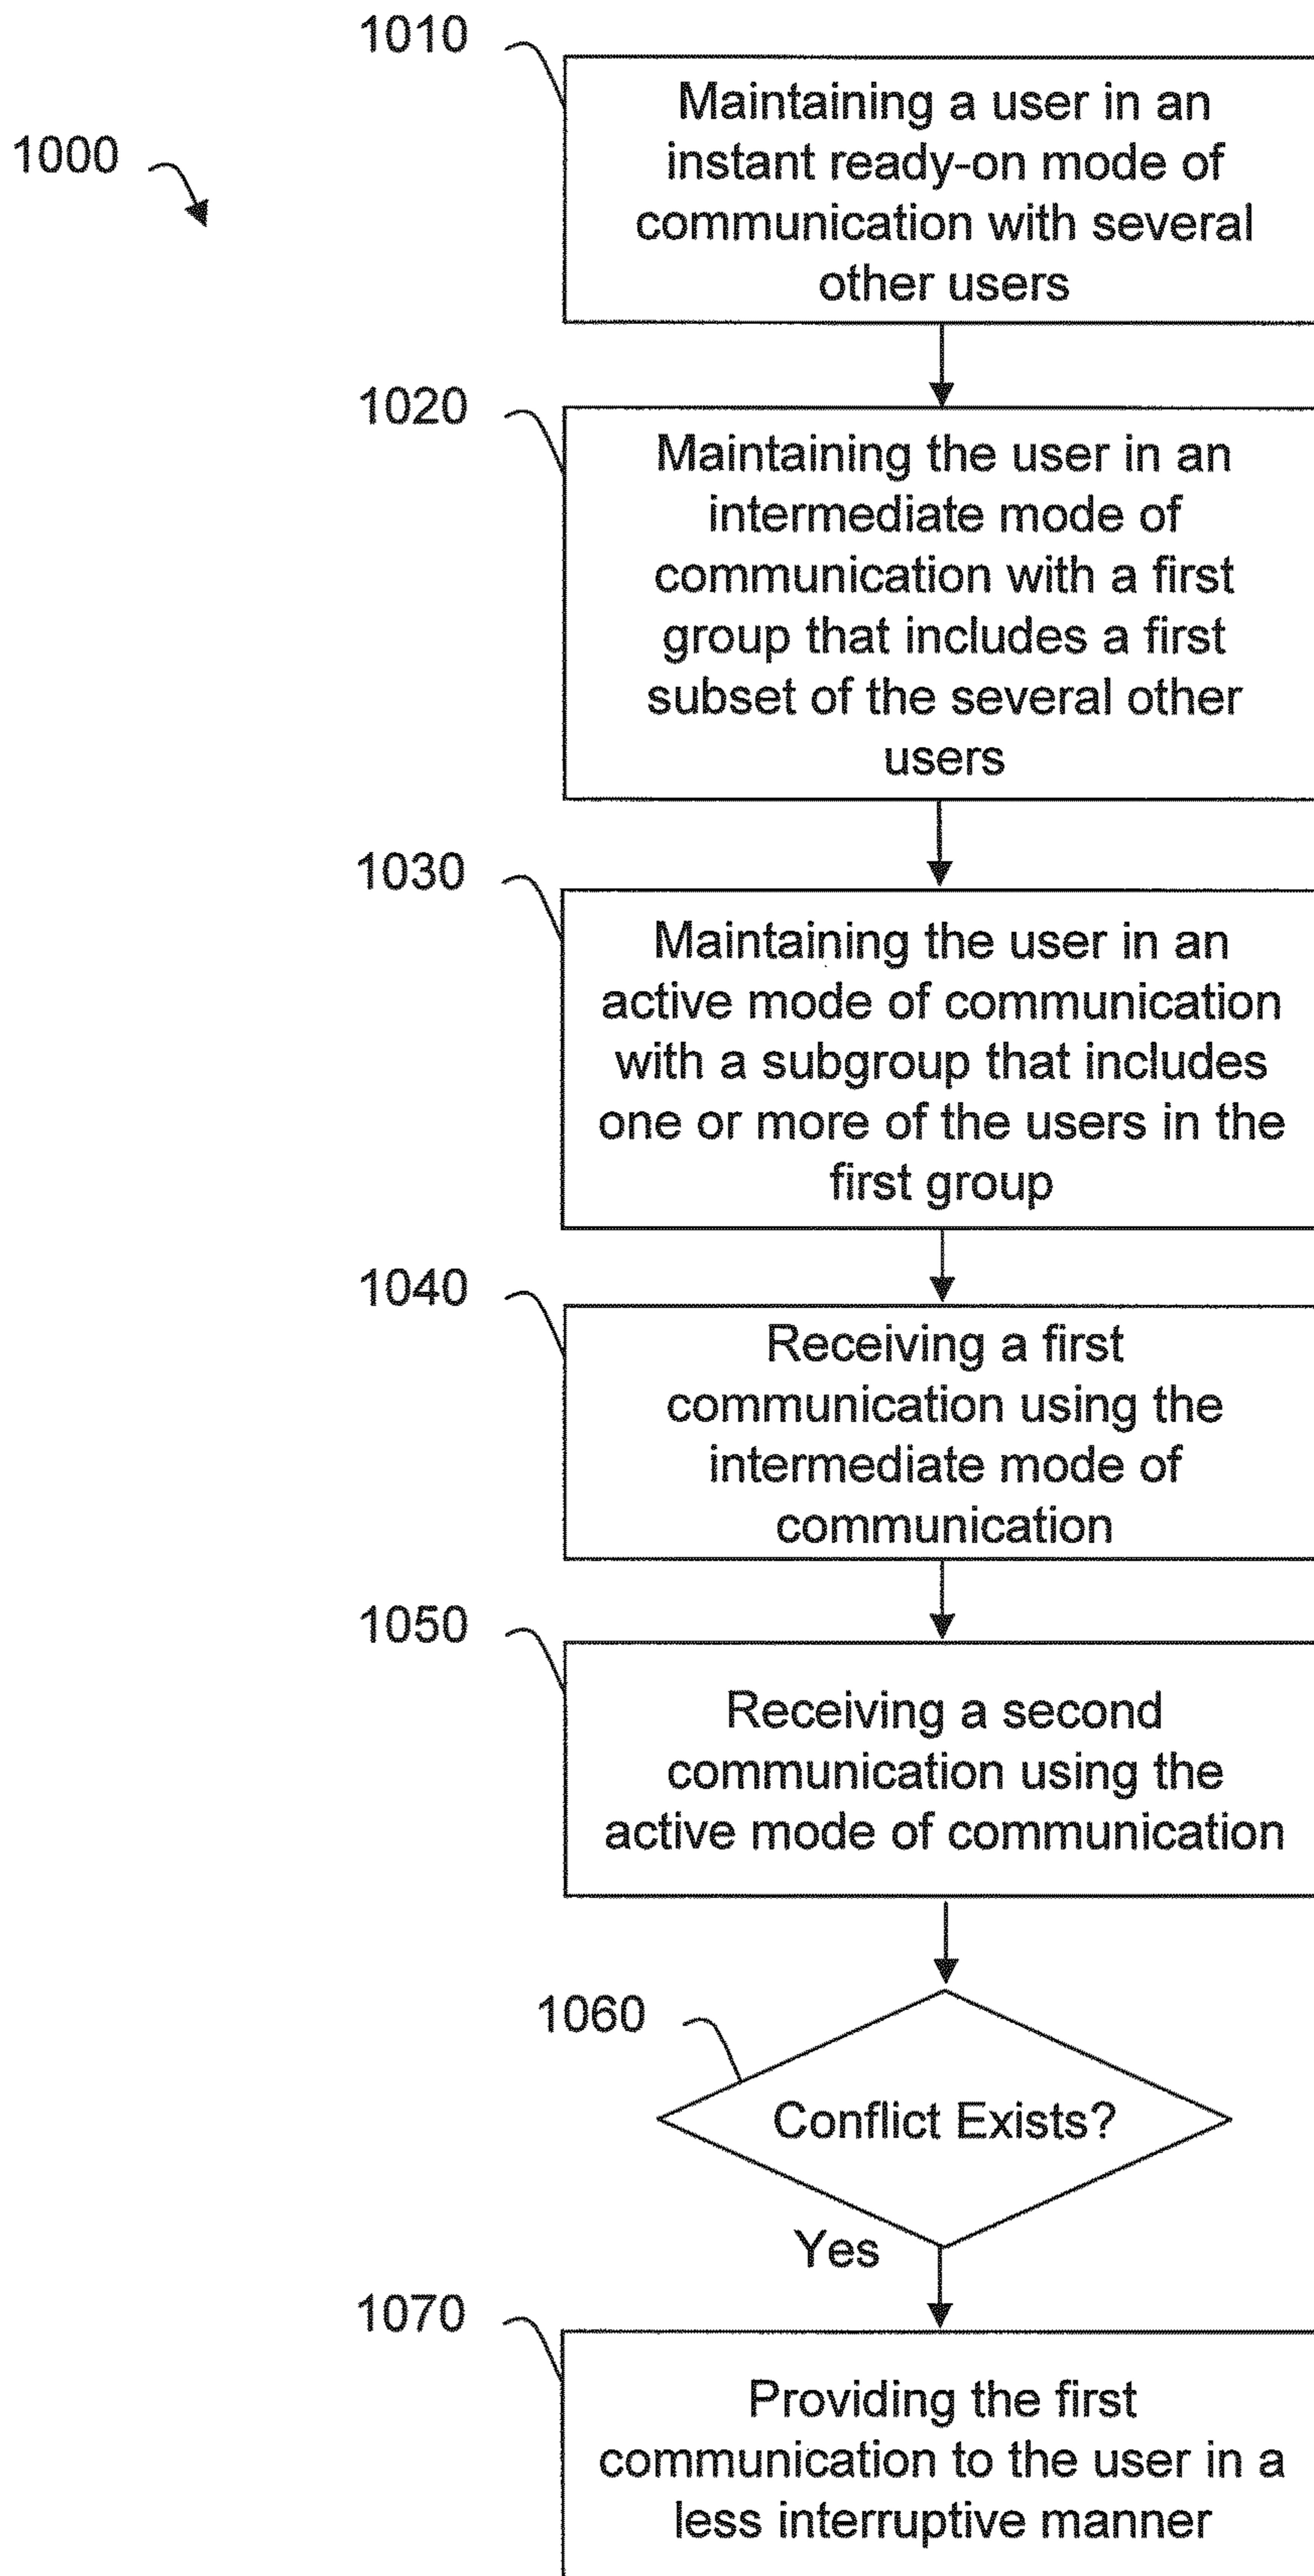 1010
1000
Maintaining a user in an
instant ready-on mode of
communication with several
other users
1020
Maintaining the user in an
intermediate mode of
communication with a first
group that includes a first
subset of the several other
users
1030
Maintaining the user in an
active mode of communication
with a subgroup that includes
one or more of the users in the
first group
1040
Receiving a first
communication using the
intermediate mode of
communication
1050
Receiving a second
communication using the
active mode of communication
1060
Conflict Exists?
Yes
1070
Providing the first
communication to the user in a
less interruptive manner